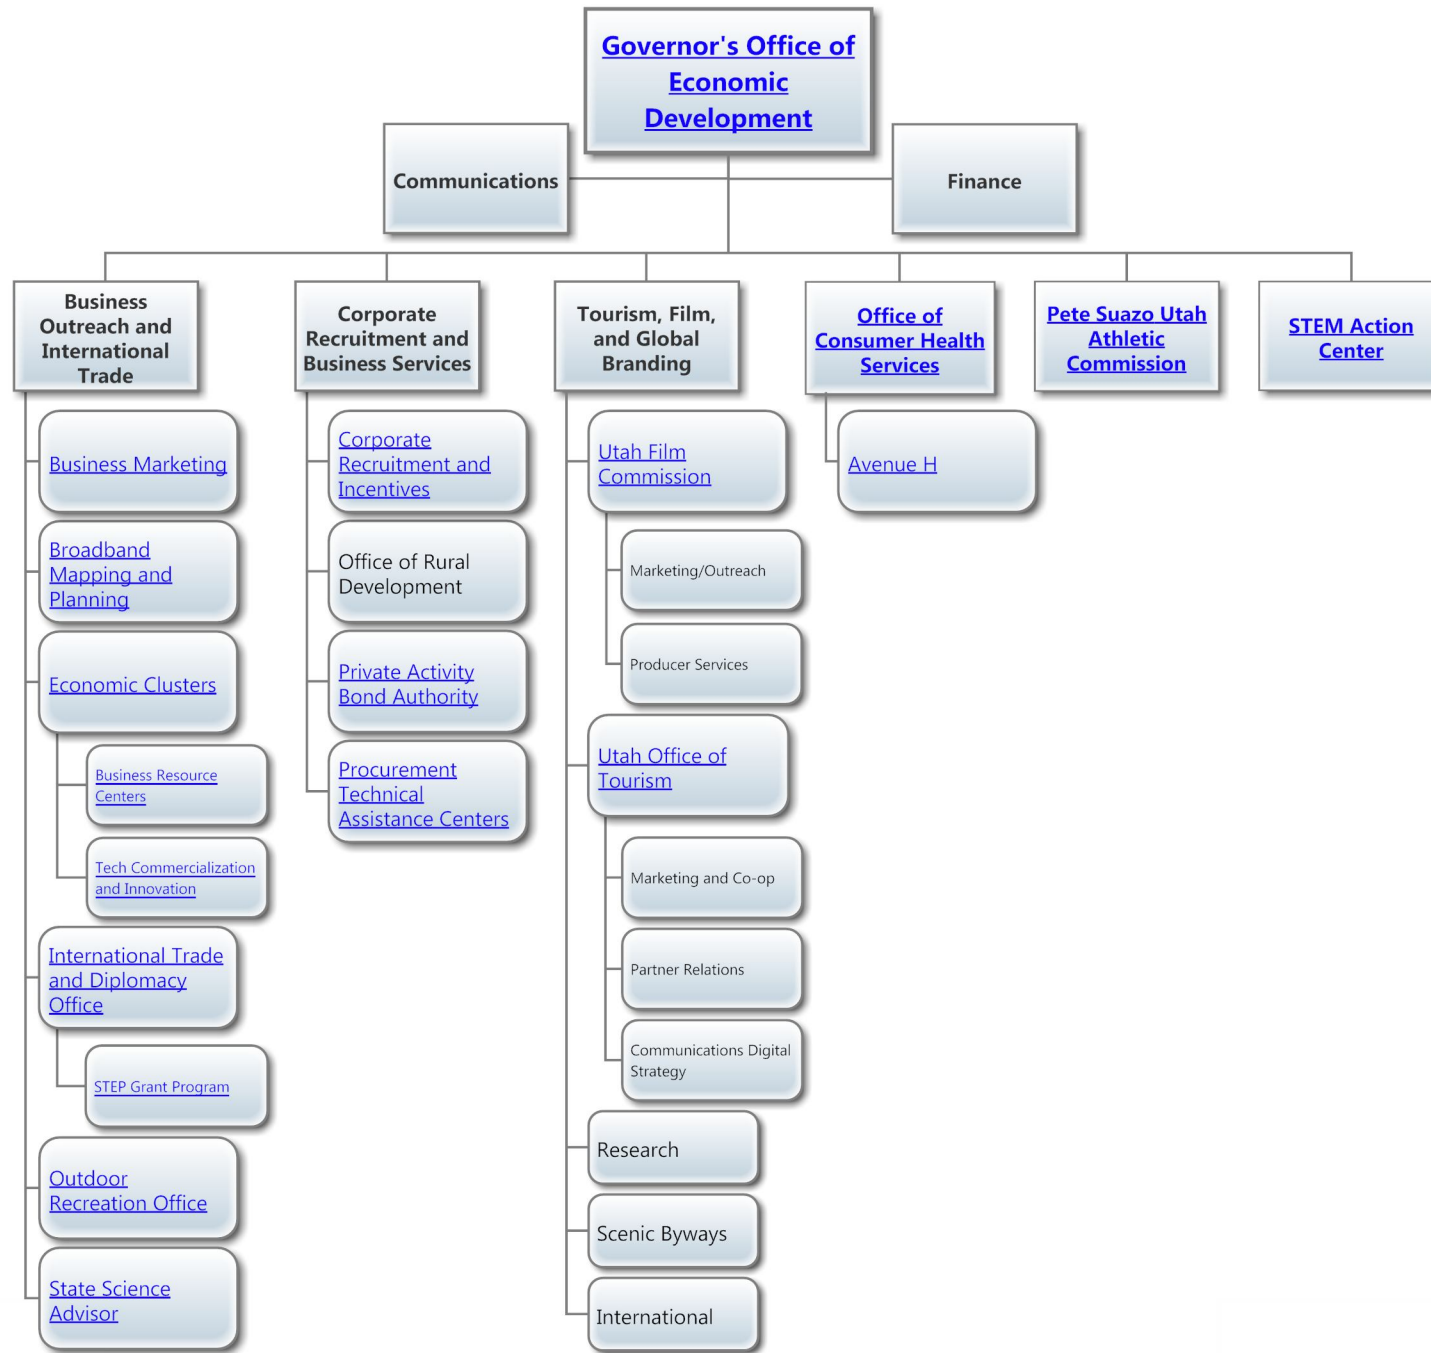 Governor's Office of
Economic
Development
Communications
Finance
Business
Outreach and
International
Trade
Corporate
Recruitment and
Business Services
Tourism, Film,
and Global
Branding
Office of
Consumer Health
Services
Pete Suazo Utah
Athletic
Commission
STEM Action
Center
Business Marketing
Broadband
Mapping and
Planning
Economic Clusters
Business Resource
Centers
Tech Commercialization
and Innovation
International Trade
and Diplomacy
Office
STEP Grant Program
Outdoor
Recreation Office
State Science
Advisor
Corporate
Recruitment and
Incentives
Office of Rural
Development
Private Activity
Bond Authority
Procurement
Technical
Assistance Centers
Utah Film
Commission
Marketing/Outreach
Producer Services
Utah Office of
Tourism
Marketing and Co-op
Partner Relations
Communications Digital
Strategy
Research
Scenic Byways
International
Avenue H